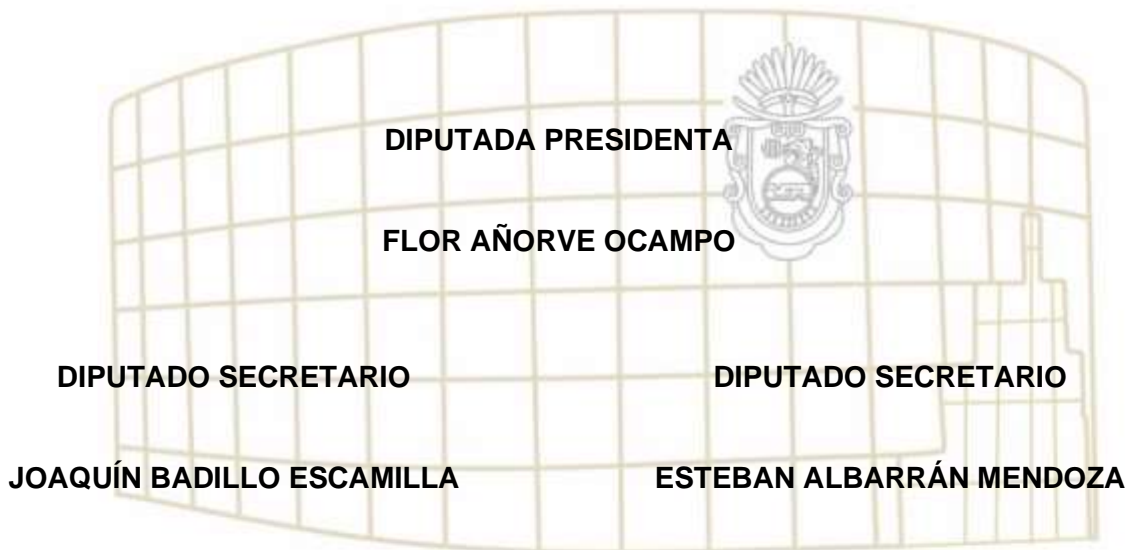 DIPUTADA PRESIDENTA
FLOR AÑORVE OCAMPO
DIPUTADO SECRETARIO DIPUTADO SECRETARIO
JOAQUÍN BADILLO ESCAMILLA ESTEBAN ALBARRÁN MENDOZA